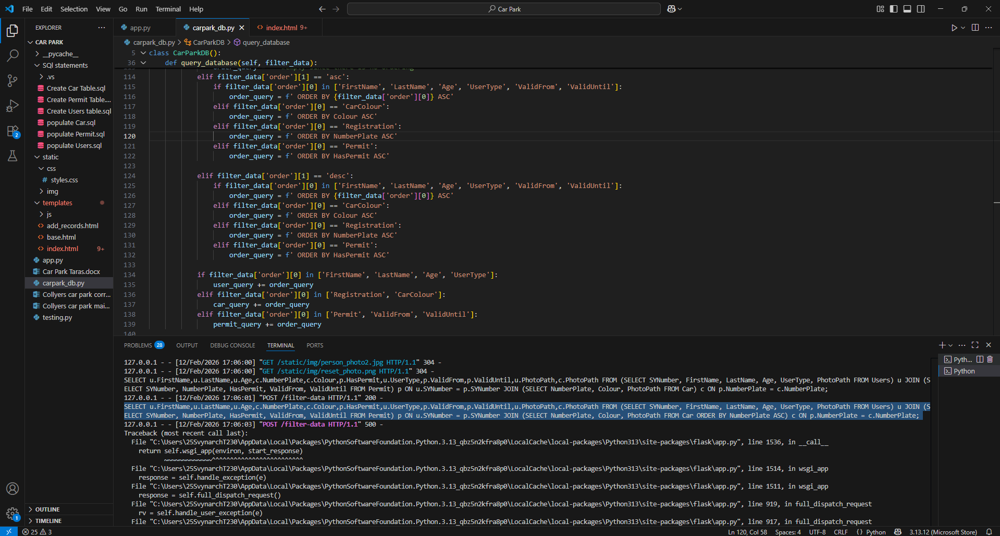 File Edit Selection View Go Run Terminal Help
Car Park
EXPLORER
CAR PARK
__pycache__
SQl statements
.vs
Create Car Table.sql
Create Permit Table....
Create Users table.sql
populate Car.sql
populate Permit.sql
populate Users.sql
static
css
# styles.css
img
templates
js
add_records.html
base.html
index.html 9+
app.py
Car Park Taras.docx
carpark_db.py
Collyers car park corr...
Collyers car park mai...
testing.py
OUTLINE
TIMELINE
2
1
app.py carpark_db.py index.html 9+
carpark_db.py > CarParkDB > query_database
5 class CarParkDB():
36 def query_database(self, filter_data):
114 elif filter_data['order'][1] == 'asc':
115 if filter_data['order'][0] in ['FirstName', 'LastName', 'Age', 'UserType', 'ValidFrom', 'ValidUntil']:
116 order_query = f' ORDER BY {filter_data['order'][0]} ASC'
117 elif filter_data['order'][0] == 'CarColour':
118 order_query = f' ORDER BY Colour ASC'
119 elif filter_data['order'][0] == 'Registration':
120 order_query = f' ORDER BY NumberPlate ASC'
121 elif filter_data['order'][0] == 'Permit':
122 order_query = f' ORDER BY HasPermit ASC'
123
124 elif filter_data['order'][1] == 'desc':
125 if filter_data['order'][0] in ['FirstName', 'LastName', 'Age', 'UserType', 'ValidFrom', 'ValidUntil']:
126 order_query = f' ORDER BY {filter_data['order'][0]} ASC'
127 elif filter_data['order'][0] == 'CarColour':
128 order_query = f' ORDER BY Colour ASC'
129 elif filter_data['order'][0] == 'Registration':
130 order_query = f' ORDER BY NumberPlate ASC'
131 elif filter_data['order'][0] == 'Permit':
132 order_query = f' ORDER BY HasPermit ASC'
133
134 if filter_data['order'][0] in ['FirstName', 'LastName', 'Age', 'UserType']:
135 user_query += order_query
136 elif filter_data['order'][0] in ['Registration', 'CarColour']:
137 car_query += order_query
138 elif filter_data['order'][0] in ['Permit', 'ValidFrom', 'ValidUntil']:
139 permit_query += order_query
140
PROBLEMS 28 OUTPUT DEBUG CONSOLE TERMINAL PORTS
Pyth...
Python
127.0.0.1 - - [12/Feb/2026 17:06:00] "GET /static/img/person_photo2.jpg HTTP/1.1" 304 -
127.0.0.1 - - [12/Feb/2026 17:06:00] "GET /static/img/reset_photo.png HTTP/1.1" 304 -
SELECT u.FirstName,u.LastName,u.Age,c.NumberPlate,c.Colour,p.HasPermit,u.UserType,p.ValidFrom,p.ValidUntil,u.PhotoPath,c.PhotoPath FROM (SELECT SYNumber, FirstName, LastName, Age, UserType, PhotoPath FROM Users) u JOIN (S
ELECT SYNumber, NumberPlate, HasPermit, ValidFrom, ValidUntil FROM Permit) p ON u.SYNumber = p.SYNumber JOIN (SELECT NumberPlate, Colour, PhotoPath FROM Car) c ON p.NumberPlate = c.NumberPlate;
127.0.0.1 - - [12/Feb/2026 17:06:01] "POST /filter-data HTTP/1.1" 200 -
SELECT u.FirstName,u.LastName,u.Age,c.NumberPlate,c.Colour,p.HasPermit,u.UserType,p.ValidFrom,p.ValidUntil,u.PhotoPath,c.PhotoPath FROM (SELECT SYNumber, FirstName, LastName, Age, UserType, PhotoPath FROM Users) u JOIN (S
ELECT SYNumber, NumberPlate, HasPermit, ValidFrom, ValidUntil FROM Permit) p ON u.SYNumber = p.SYNumber JOIN (SELECT NumberPlate, Colour, PhotoPath FROM Car ORDER BY NumberPlate ASC) c ON p.NumberPlate = c.NumberPlate;
127.0.0.1 - - [12/Feb/2026 17:06:03] "POST /filter-data HTTP/1.1" 500 -
Traceback (most recent call last):
File "C:\Users\25SvynarchT230\AppData\Local\Packages\PythonSoftwareFoundation.Python.3.13_qbz5n2kfra8p0\LocalCache\local-packages\Python313\site-packages\flask\app.py", line 1536, in __call__
return self.wsgi_app(environ, start_response)
~~~~~~~~~~~~~^^^^^^^^^^^^^^^^^^^^^^^^^
File "C:\Users\25SvynarchT230\AppData\Local\Packages\PythonSoftwareFoundation.Python.3.13_qbz5n2kfra8p0\LocalCache\local-packages\Python313\site-packages\flask\app.py", line 1514, in wsgi_app
response = self.handle_exception(e)
File "C:\Users\25SvynarchT230\AppData\Local\Packages\PythonSoftwareFoundation.Python.3.13_qbz5n2kfra8p0\LocalCache\local-packages\Python313\site-packages\flask\app.py", line 1511, in wsgi_app
response = self.full_dispatch_request()
File "C:\Users\25SvynarchT230\AppData\Local\Packages\PythonSoftwareFoundation.Python.3.13_qbz5n2kfra8p0\LocalCache\local-packages\Python313\site-packages\flask\app.py", line 919, in full_dispatch_request
rv = self.handle_user_exception(e)
File "C:\Users\25SvynarchT230\AppData\Local\Packages\PythonSoftwareFoundation.Python.3.13_qbz5n2kfra8p0\LocalCache\local-packages\Python313\site-packages\flask\app.py", line 917, in full_dispatch_request
25 3 Ln 120, Col 58 Spaces: 4 UTF-8 CRLF {} Python 3.13.12 (Microsoft Store)